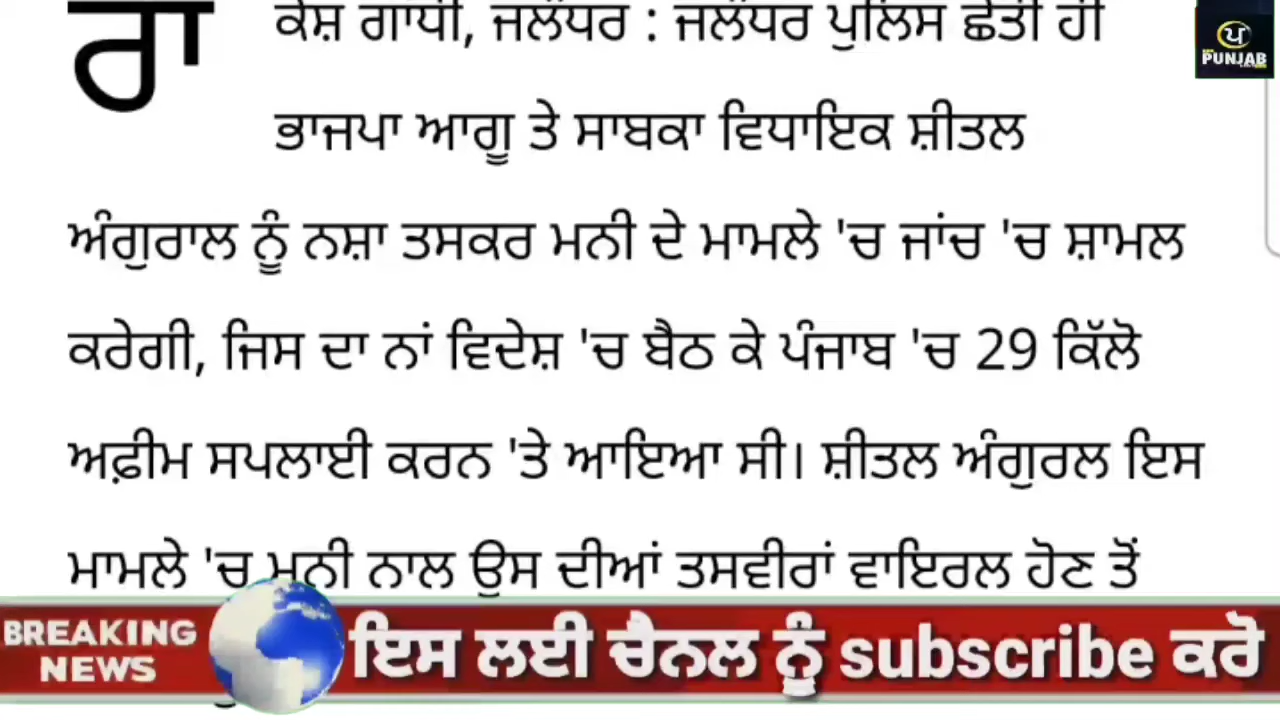 ਰਾ
ਕੇਸ਼ ਗਾਂਧੀ, ਜਲੰਧਰ : ਜਲੰਧਰ ਪੁਲਿਸ ਛੇਤੀ ਹੀ
ਭਾਜਪਾ ਆਗੂ ਤੇ ਸਾਬਕਾ ਵਿਧਾਇਕ ਸ਼ੀਤਲ
ਅੰਗੁਰਾਲ ਨੂੰ ਨਸ਼ਾ ਤਸਕਰ ਮਨੀ ਦੇ ਮਾਮਲੇ 'ਚ ਜਾਂਚ 'ਚ ਸ਼ਾਮਲ
ਕਰੇਗੀ, ਜਿਸ ਦਾ ਨਾਂ ਵਿਦੇਸ਼ 'ਚ ਬੈਠ ਕੇ ਪੰਜਾਬ 'ਚ 29 ਕਿੱਲੋ
ਅਫ਼ੀਮ ਸਪਲਾਈ ਕਰਨ 'ਤੇ ਆਇਆ ਸੀ। ਸ਼ੀਤਲ ਅੰਗੁਰਲ ਇਸ
ਮਾਮਲੇ 'ਚ ਮਨੀ ਨਾਲ ਉਸ ਦੀਆਂ ਤਸਵੀਰਾਂ ਵਾਇਰਲ ਹੋਣ ਤੋਂ
BREAKING NEWS
ਇਸ ਲਈ ਚੈਨਲ ਨੂੰ subscribe ਕਰੋ
ਪ
PUNJAB